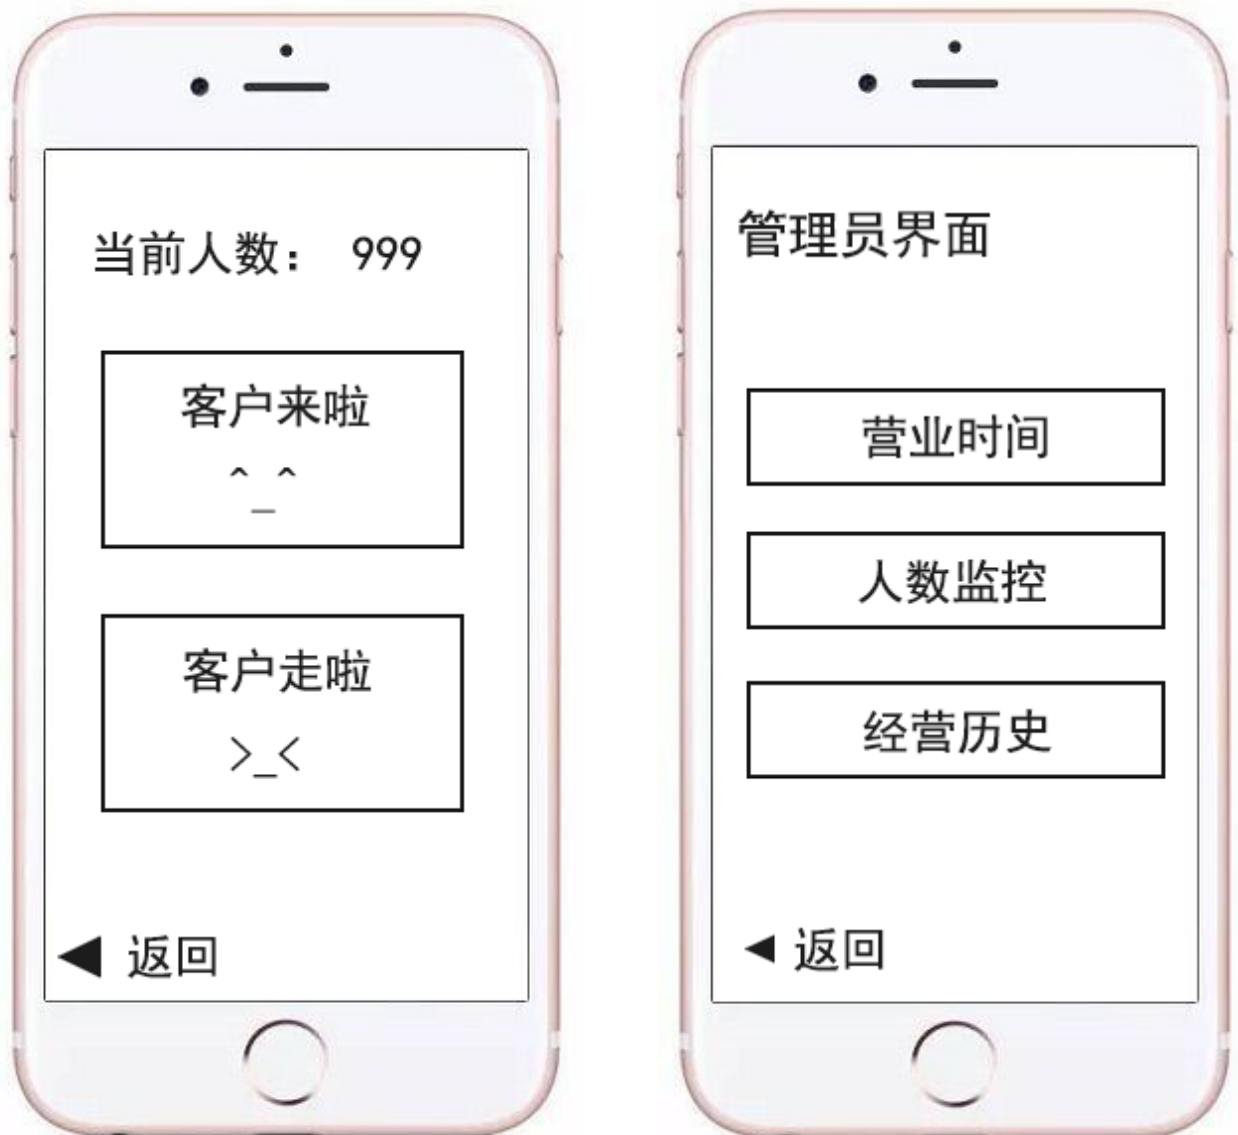 当前人数： 999
客户来啦
^_^
客户走啦
>_<
◀ 返回
管理员界面
营业时间
人数监控
经营历史
◀ 返回